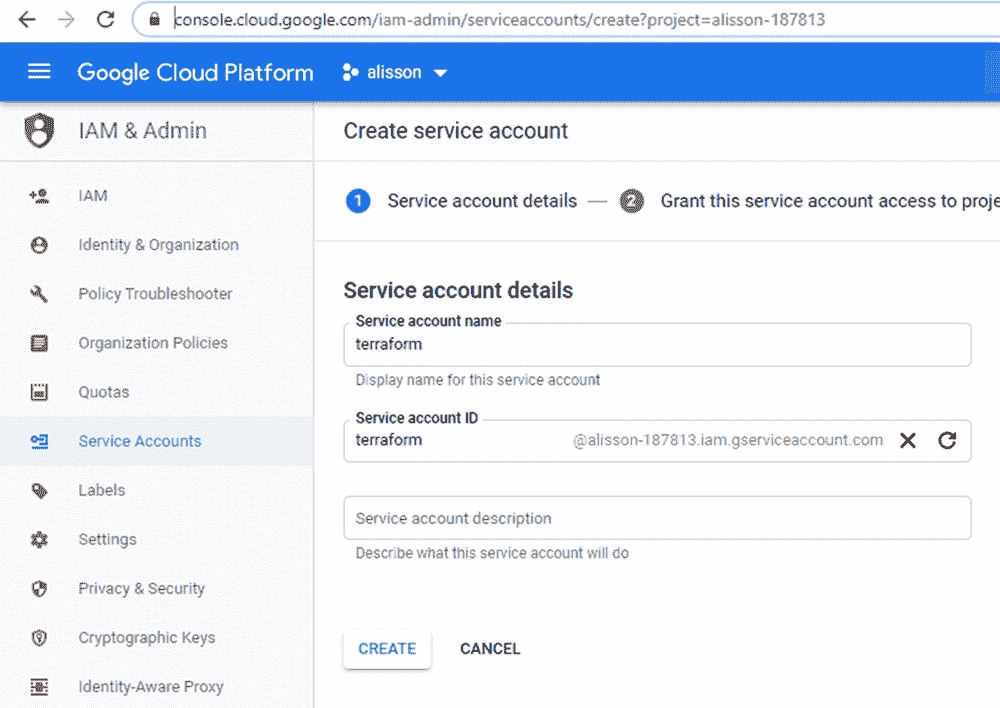 console.cloud.google.com/iam-admin/serviceaccounts/create?project=alisson-187813
Google Cloud Platform alisson
IAM & Admin
IAM
Identity & Organization
Policy Troubleshooter
Organization Policies
Quotas
Service Accounts
Labels
Settings
Privacy & Security
Cryptographic Keys
Identity-Aware Proxy
Create service account
1 Service account details — 2 Grant this service account access to proje
Service account details
Service account name
terraform
Display name for this service account
Service account ID
terraform @alisson-187813.iam.gserviceaccount.com
Service account description
Describe what this service account will do
CREATE CANCEL